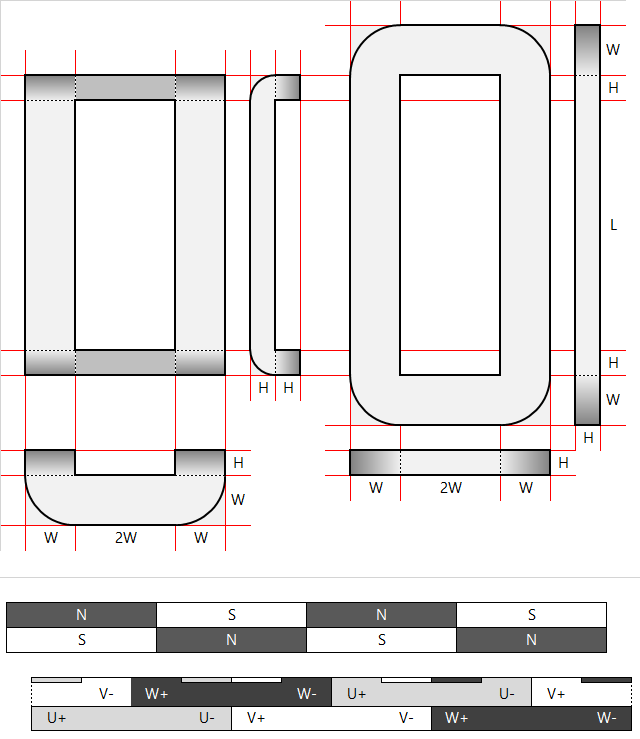 W
H
L
H
W
H
H H
H
W 2W W
H
W
W 2W W
N S N S
S N S N
V- W+ W- U+ U- V+
U+ U- V+ V- W+ W-